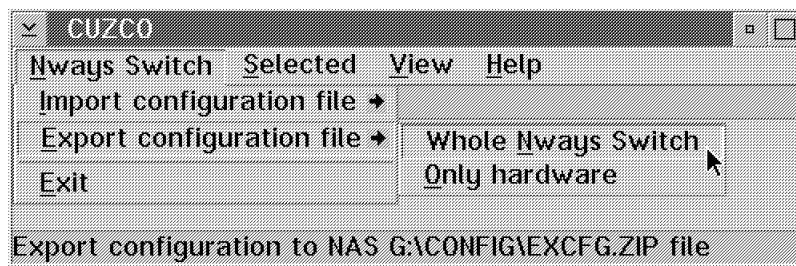 CUZCO
Nways Switch Selected View Help
Import configuration file
Export configuration file Whole Nways Switch
Only hardware
Exit
Export configuration to NAS G:\CONFIG\EXCFG.ZIP file